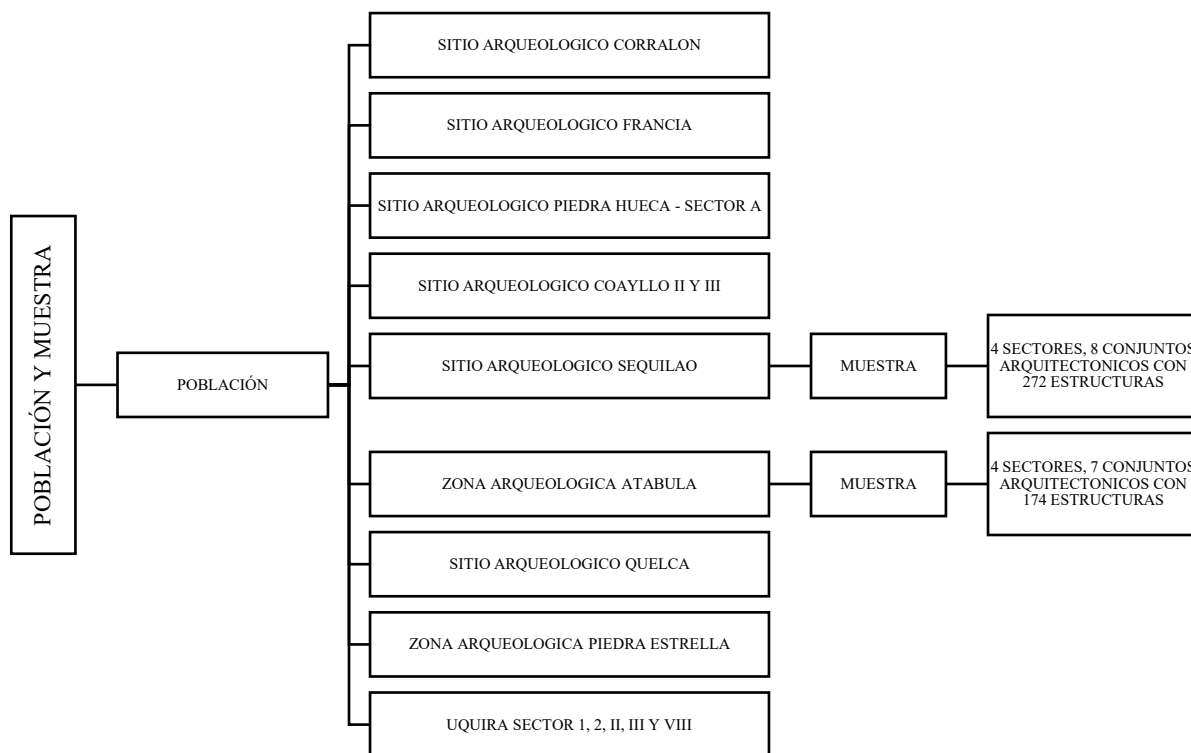 POBLACIÓN Y MUESTRA
POBLACIÓN
SITIO ARQUEOLOGICO CORRALON
SITIO ARQUEOLOGICO FRANCIA
SITIO ARQUEOLOGICO PIEDRA HUECA - SECTOR A
SITIO ARQUEOLOGICO COAYLLO II Y III
SITIO ARQUEOLOGICO SEQUILAO
MUESTRA
4 SECTORES, 8 CONJUNTOS
ARQUITECTONICOS CON
272 ESTRUCTURAS
ZONA ARQUEOLOGICA ATABULA
MUESTRA
4 SECTORES, 7 CONJUNTOS
ARQUITECTONICOS CON
174 ESTRUCTURAS
SITIO ARQUEOLOGICO QUELCA
ZONA ARQUEOLOGICA PIEDRA ESTRELLA
UQUIRA SECTOR 1, 2, II, III Y VIII